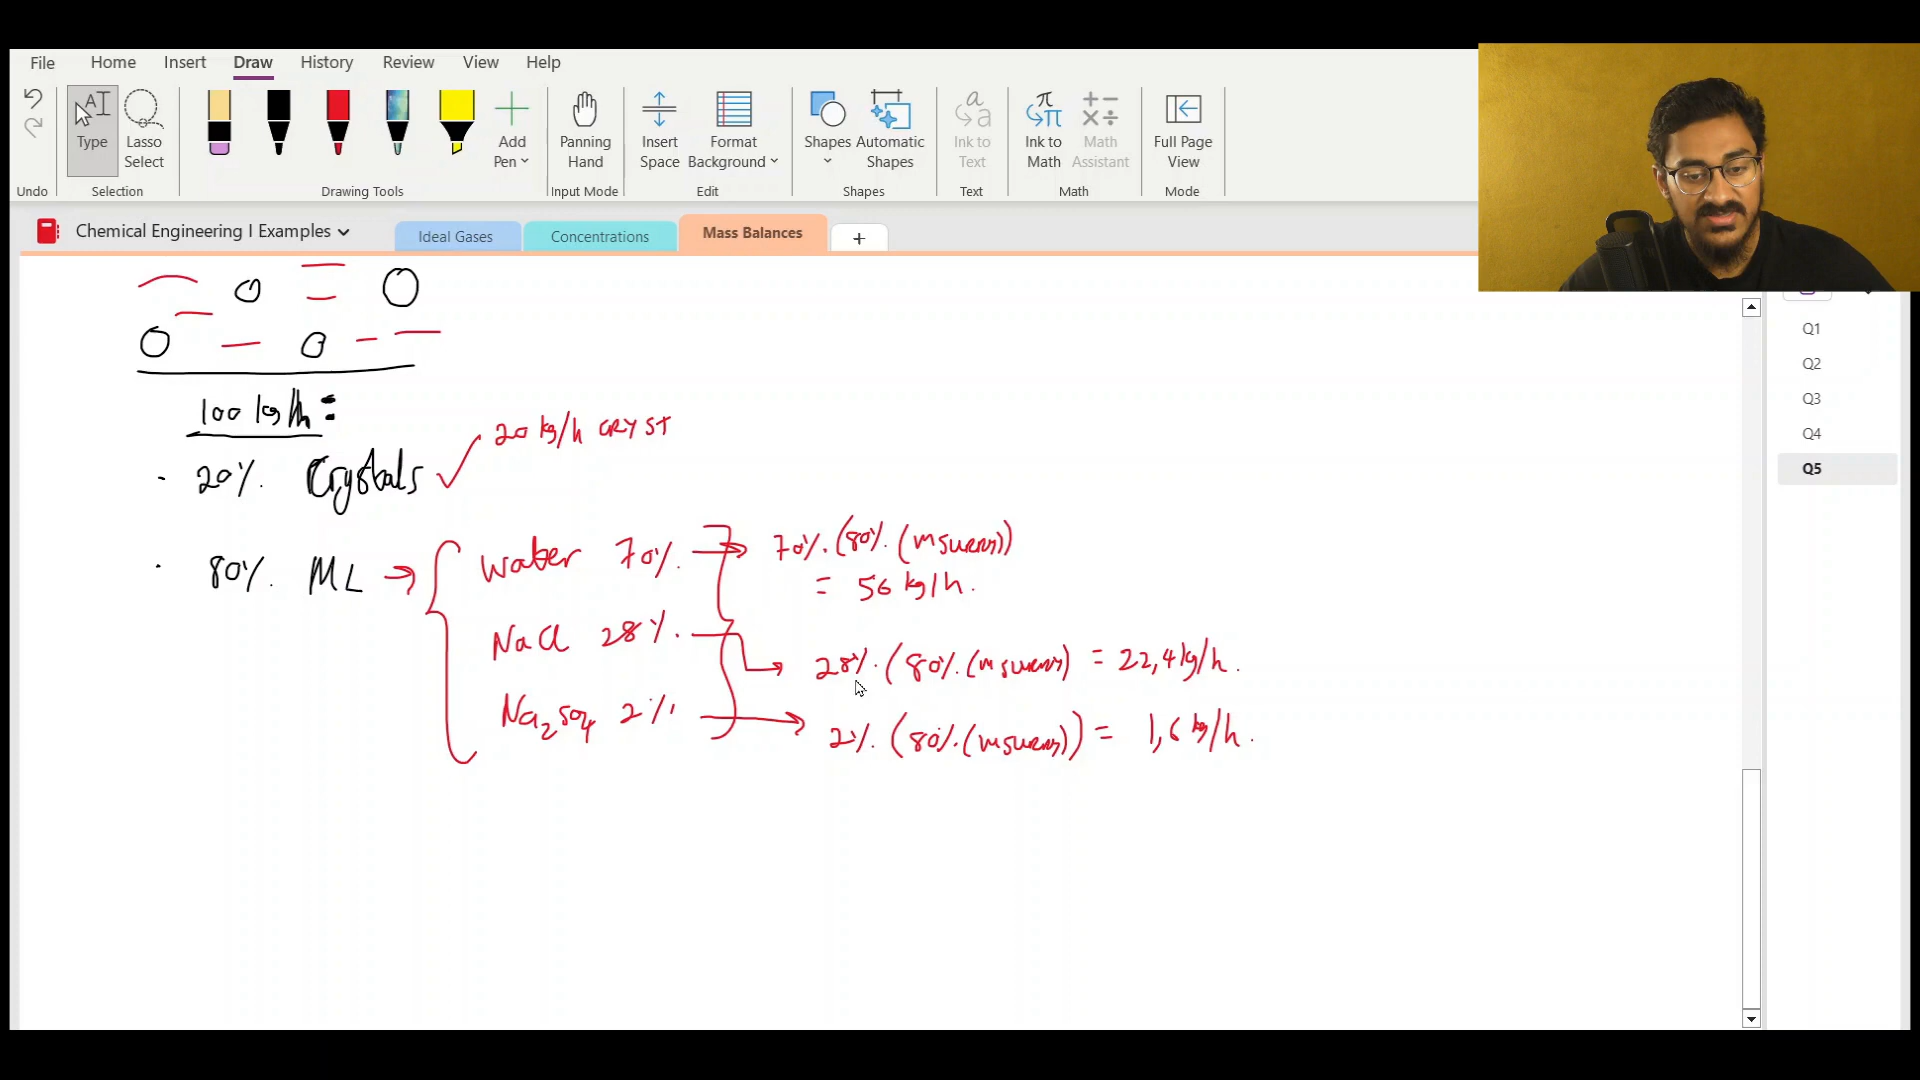 File Home Insert Draw History Review View Help
Type Lasso Select Add Pen Panning Hand Insert Space Format Background Shapes Automatic Shapes Ink to Text Ink to Math Math Assistant Full Page View
Undo Selection Drawing Tools Input Mode Edit Shapes Text Math Mode
Chemical Engineering I Examples Ideal Gases Concentrations Mass Balances +
Q1
Q2
Q3
Q4
Q5
100 kg/h :
20 kg/h CRYST
· 20% Crystals
· 80% ML
Water 70%. 70%. (80%. (msurry))
= 56 kg/h.
NaCl 28%. 28%. (80%. (msurry) = 22,4 kg/h.
Na2SO4 2% 2%. (80%. (msurry)) = 1,6 kg/h.